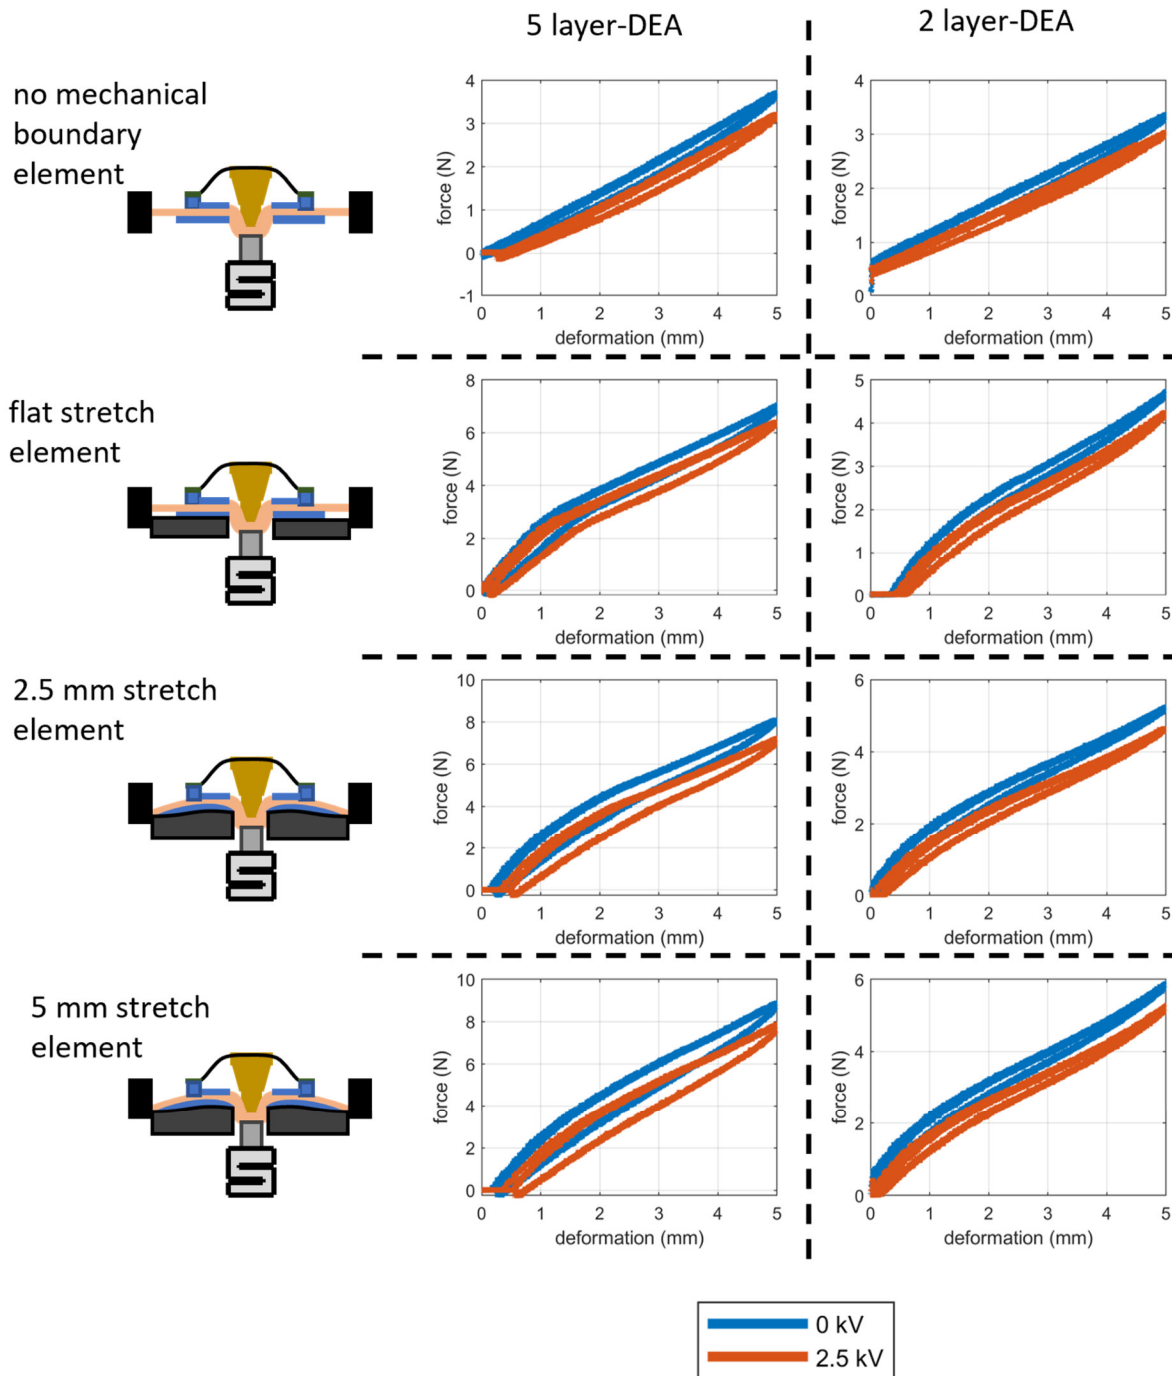 5 layer-DEA
2 layer-DEA
no mechanical
boundary
element
4
3
2
1
0
-1
force (N)
0 1 2 3 4 5
deformation (mm)
4
3
2
1
0
force (N)
0 1 2 3 4 5
deformation (mm)
flat stretch
element
8
6
4
2
0
force (N)
0 1 2 3 4 5
deformation (mm)
5
4
3
2
1
0
force (N)
0 1 2 3 4 5
deformation (mm)
2.5 mm stretch
element
10
8
6
4
2
0
force (N)
0 1 2 3 4 5
deformation (mm)
6
4
2
0
force (N)
0 1 2 3 4 5
deformation (mm)
5 mm stretch
element
10
8
6
4
2
0
force (N)
0 1 2 3 4 5
deformation (mm)
6
4
2
0
force (N)
0 1 2 3 4 5
deformation (mm)
0 kV
2.5 kV